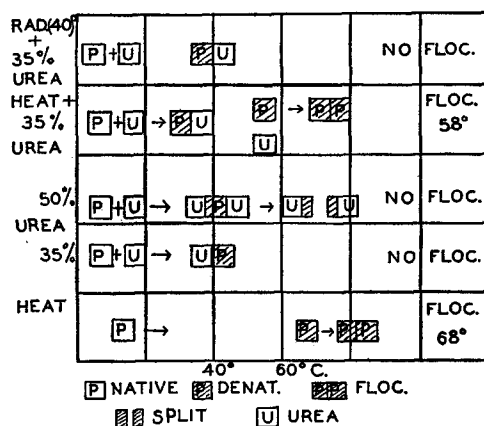 RAD(40°) P + U P U NO FLOC.
+
35%
UREA
HEAT + P + U → P U P → P P FLOC.
35% 58°
UREA U
50% P + U → U P U → U U NO FLOC.
UREA
35% P + U → U P NO FLOC.
HEAT P → P → P P FLOC.
68°
40° 60° C.
P NATIVE P DENAT. PP FLOC.
SPLIT U UREA